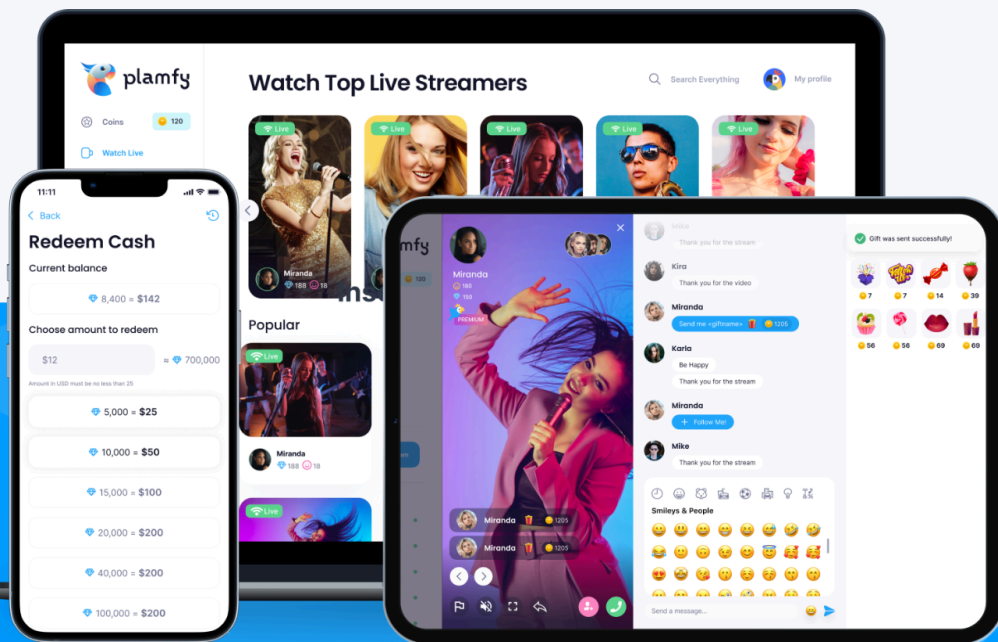 plamfy
Watch Top Live Streamers
Search Everything
My profile
Coins
120
Watch Live
Live
Live
Live
Live
Live
Miranda
188 18
Popular
Live
Miranda
188 18
Live
11:11
Back
Redeem Cash
Current balance
8,400 = $142
Choose amount to redeem
$12
≈ 700,000
Amount in USD must be no less than 25
5,000 = $25
10,000 = $50
15,000 = $100
20,000 = $200
40,000 = $200
100,000 = $200
mfy
120
Miranda
180
150
PREMIUM
Miranda 1205
Miranda 1205
Mike
Thank you for the stream
Kira
Thank you for the video
Miranda
Send me <giftname> 1205
Karla
Be Happy
Thank you for the stream
Miranda
+ Follow Me!
Mike
Thank you for the stream
Smileys & People
Send a message...
Gift was sent successfully!
7 7 14 39
56 56 69 69